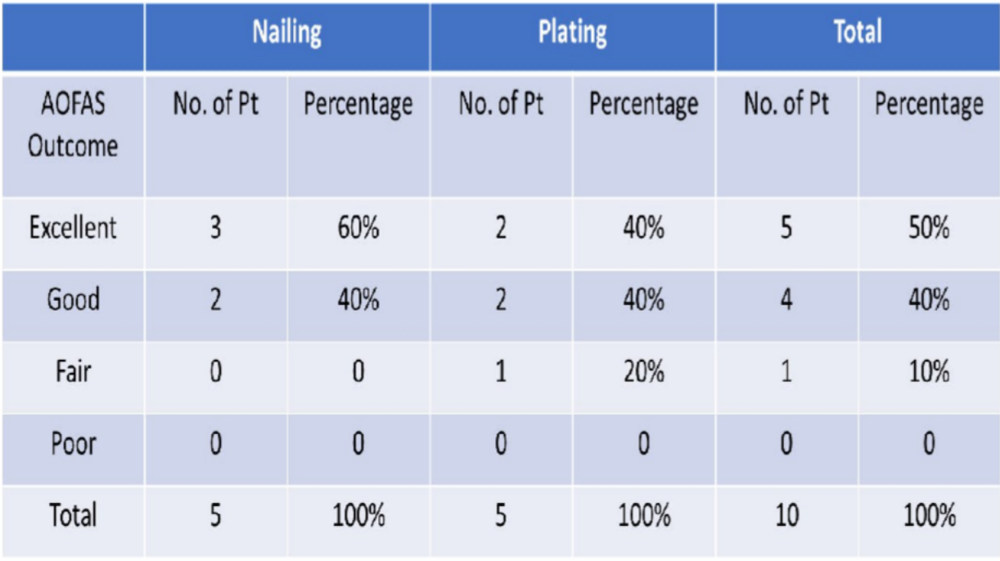 Nailing Plating Total
AOFAS Outcome No. of Pt Percentage No. of Pt Percentage No. of Pt Percentage
Excellent 3 60% 2 40% 5 50%
Good 2 40% 2 40% 4 40%
Fair 0 0 1 20% 1 10%
Poor 0 0 0 0 0 0
Total 5 100% 5 100% 10 100%